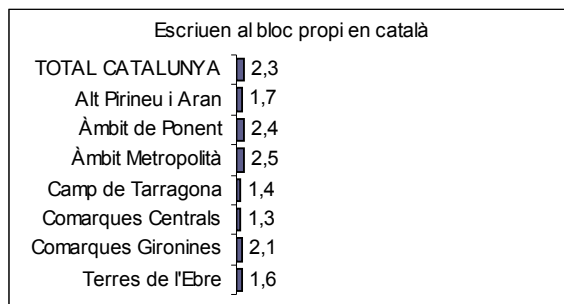 Escriuen al bloc propi en català
TOTAL CATALUNYA 2,3
Alt Pirineu i Aran 1,7
Àmbit de Ponent 2,4
Àmbit Metropolità 2,5
Camp de Tarragona 1,4
Comarques Centrals 1,3
Comarques Gironines 2,1
Terres de l'Ebre 1,6